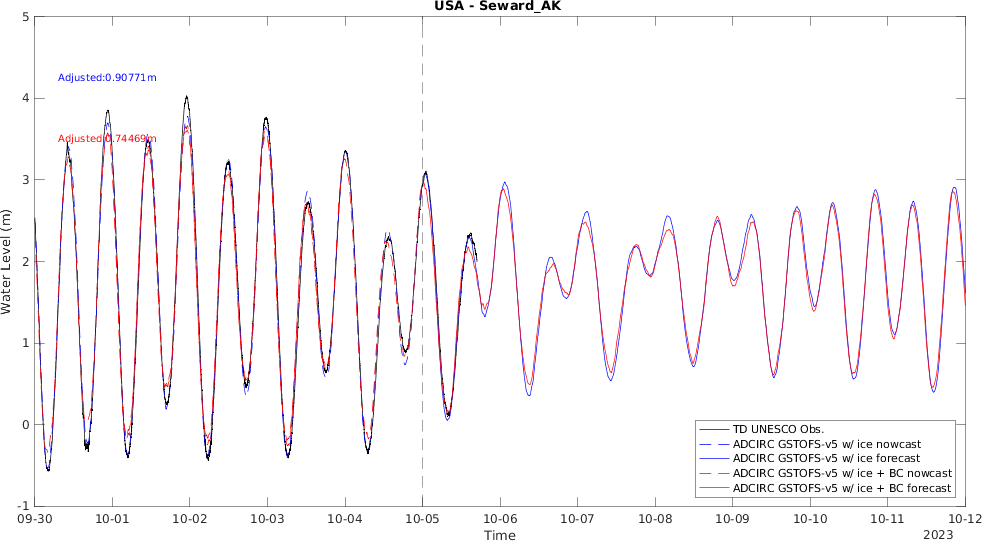 USA - Seward_AK
5
4
3
2
1
0
-1
Water Level (m)
Adjusted:0.90771m
Adjusted:0.74469m
TD UNESCO Obs.
ADCIRC GSTOFS-v5 w/ ice nowcast
ADCIRC GSTOFS-v5 w/ ice forecast
ADCIRC GSTOFS-v5 w/ ice + BC nowcast
ADCIRC GSTOFS-v5 w/ ice + BC forecast
09-30 10-01 10-02 10-03 10-04 10-05 10-06 10-07 10-08 10-09 10-10 10-11 10-12
Time
2023